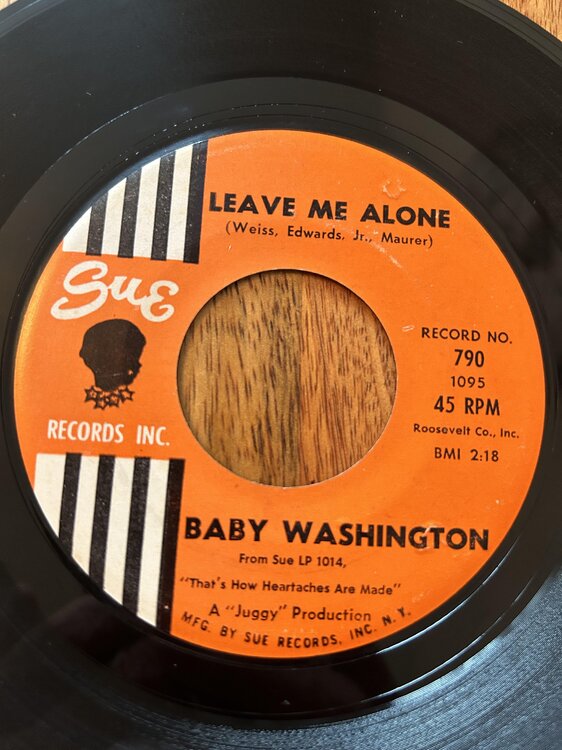 LEAVE ME ALONE
(Weiss, Edwards, Jr., Maurer)
Sue
RECORDS INC.
RECORD NO.
790
1095
45 RPM
Roosevelt Co., Inc.
BMI 2:18
BABY WASHINGTON
From Sue LP 1014,
"That's How Heartaches Are Made"
A "Juggy" Production
MFG. BY SUE RECORDS, INC. N. Y.